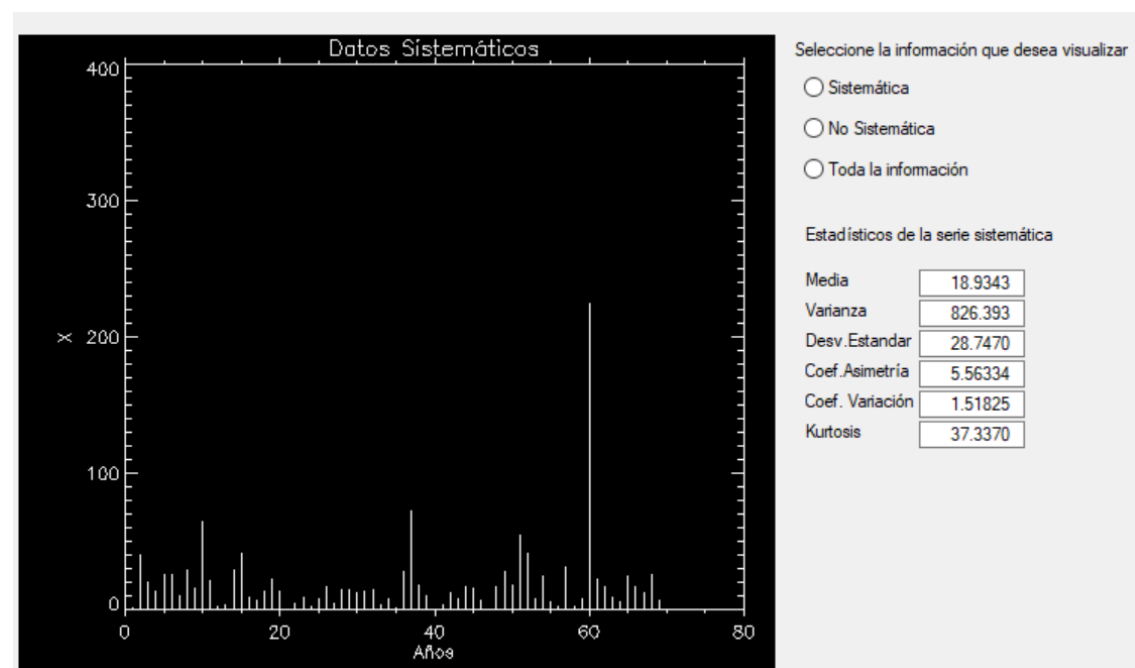 Datos Sistemáticos
400
300
X 200
100
0
0 20 40 60 80
Años
Seleccione la información que desea visualizar
Sistemática
No Sistemática
Toda la información
Estadísticos de la serie sistemática
Media 18.9343
Varianza 826.393
Desv.Estandar 28.7470
Coef.Asimetría 5.56334
Coef. Variación 1.51825
Kurtosis 37.3370